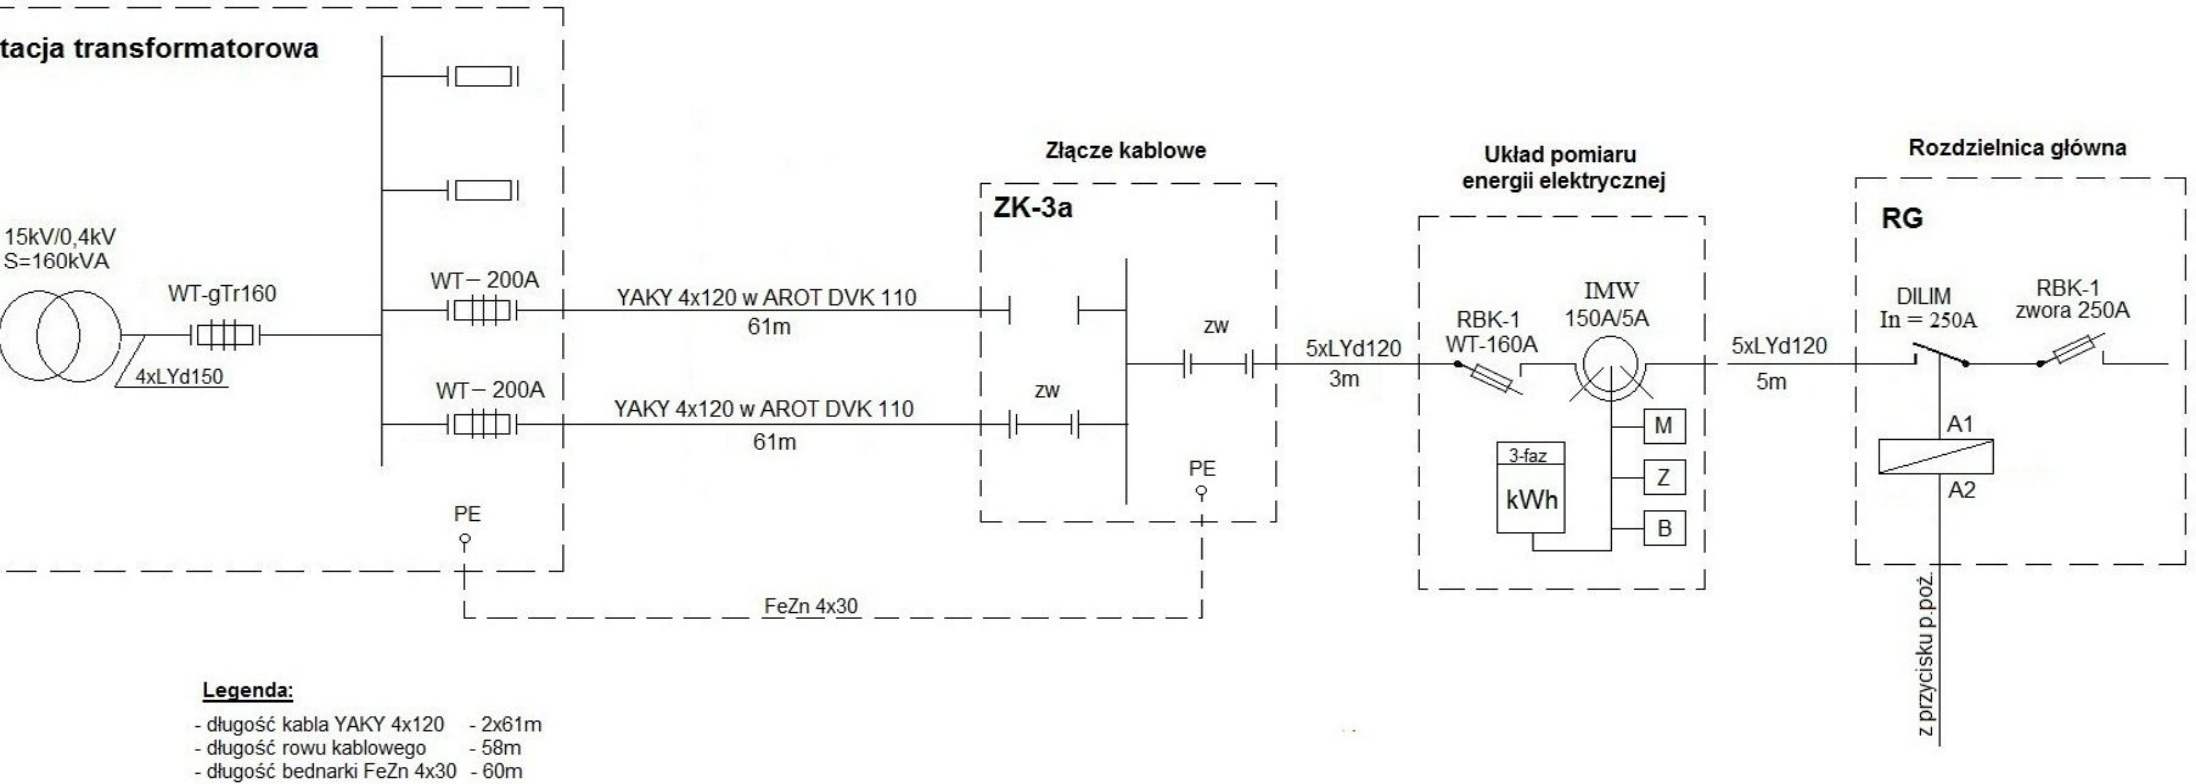 tacja transformatorowa
15kV/0,4kV
S=160kVA
WT-gTr160
4xLYd150
WT– 200A
YAKY 4x120 w AROT DVK 110
61m
WT– 200A
YAKY 4x120 w AROT DVK 110
61m
PE
FeZn 4x30
Złącze kablowe
ZK-3a
zw
zw
PE
5xLYd120
3m
Układ pomiaru
energii elektrycznej
RBK-1
WT-160A
IMW
150A/5A
M
Z
B
3-faz
kWh
5xLYd120
5m
Rozdzielnica główna
RG
DILIM
In = 250A
RBK-1
zwora 250A
A1
A2
z przycisku p.poż.
Legenda:
- długość kabla YAKY 4x120 - 2x61m
- długość rowu kablowego - 58m
- długość bednarki FeZn 4x30 - 60m